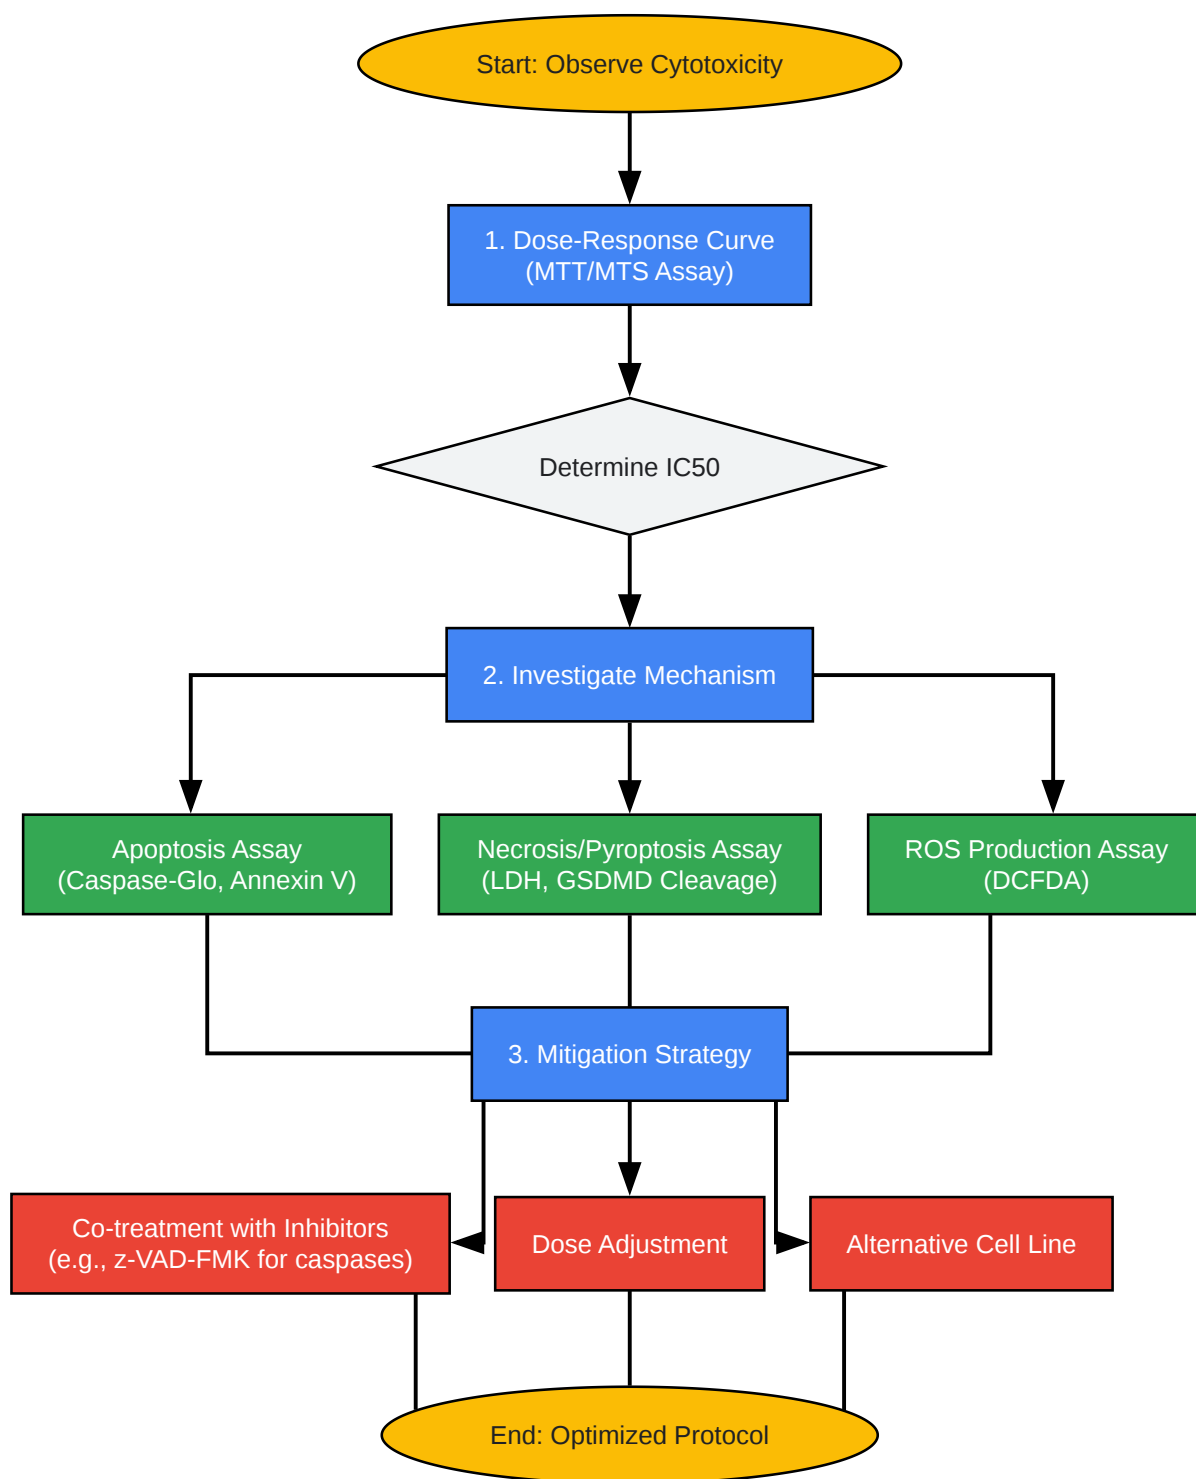 Start: Observe Cytotoxicity
1. Dose-Response Curve
(MTT/MTS Assay)
Determine IC50
2. Investigate Mechanism
Apoptosis Assay
(Caspase-Glo, Annexin V)
Necrosis/Pyroptosis Assay
(LDH, GSDMD Cleavage)
ROS Production Assay
(DCFDA)
3. Mitigation Strategy
Co-treatment with Inhibitors
(e.g., z-VAD-FMK for caspases)
Dose Adjustment
Alternative Cell Line
End: Optimized Protocol